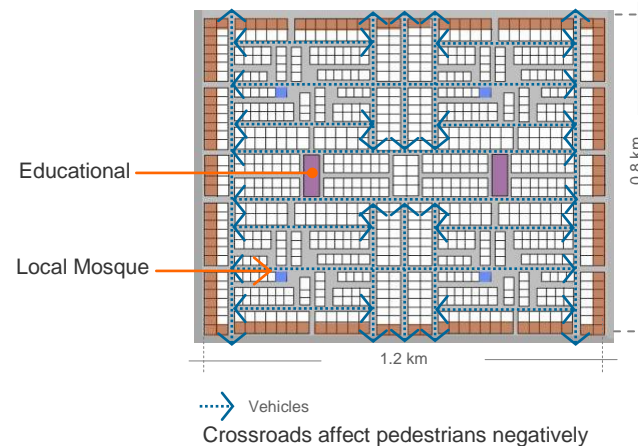 Educational
0.8 km
Local Mosque
1.2 km
Vehicles
Crossroads affect pedestrians negatively